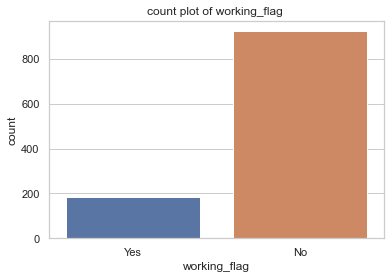 count plot of working_flag
count
800
600
400
200
0
Yes
No
working_flag